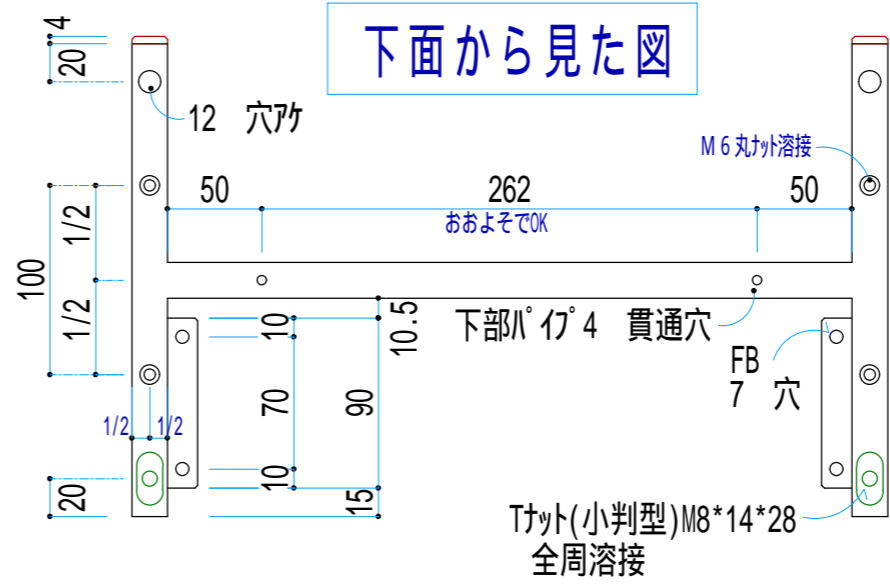 下面から見た図
4
20
12 穴アケ
M6丸ナット溶接
50
262
50
おおよそでOK
100
1/2
1/2
10.5
下部パイプ4 貫通穴
FB
7 穴
10
70
10
90
15
1/2
1/2
20
Tナット(小判型)M8*14*28
全周溶接